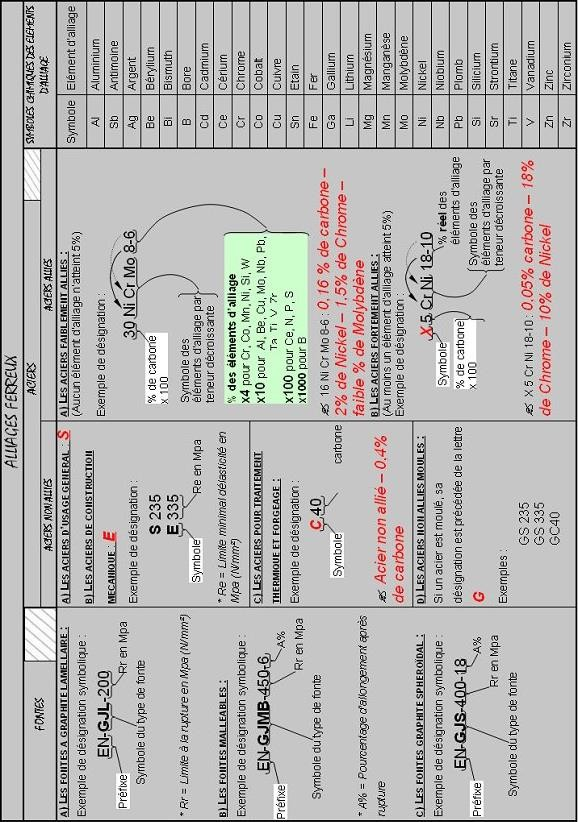 ALLIAGES FERREUX
FONTES
A) LES FONTES A GRAPHITE LAMELLAIRE :
Exemple de désignation symbolique :
EN-GJL-200
Préfixe
Rr en Mpa
Symbole du type de fonte
* Rr = Limite à la rupture en Mpa (N/mm²)
B) LES FONTES MALLEABLES :
Exemple de désignation symbolique :
EN-GJMB-450-6
A%
Préfixe
Rr en Mpa
Symbole du type de fonte
* A% = Pourcentage d'allongement après
rupture
C) LES FONTES GRAPHITE SPHEROÏDAL :
Exemple de désignation symbolique :
EN-GJS-400-18
A%
Préfixe
Rr en Mpa
Symbole du type de fonte
ACIERS
ACIERS NON ALLIES
A) LES ACIERS D'USAGE GENERAL : S
B) LES ACIERS DE CONSTRUCTION
MECANIQUE : E
Exemple de désignation :
S 235
E 335
Symbole
Re en Mpa
* Re = Limite minimal délasticité en
Mpa (N/mm²)
C) LES ACIERS POUR TRAITEMENT
THERMIQUE ET FORGEAGE :
Exemple de désignation :
C 40
Symbole
carbone
Acier non allié – 0.4%
de carbone
D) LES ACIERS NON ALLIES MOULES :
Si un acier est moulé, sa
désignation est précédée de la lettre
G
Exemples :
GS 235
GS 335
GC40
ACIERS ALLIES
A) LES ACIERS FAIBLEMENT ALLIES :
(Aucun élément d'alliage n'atteint 5%)
Exemple de désignation :
30 Ni Cr Mo 8-6
% de carbone
x 100
Symbole des
éléments d'alliage par
teneur décroissante
% des éléments d'alliage
x4 pour Cr, Co, Mn, Ni, Si, W
x10 pour Al, Be, Cu, Mo, Nb, Pb,
Ta, Ti, V, Zr
x100 pour Ce, N, P, S
x1000 pour B
16 Ni Cr Mo 8-6 : 0,16 % de carbone –
2% de Nickel – 1.5% de Chrome –
faible % de Molybdène
B) LES ACIERS FORTEMENT ALLIES :
(Au moins un élément d'alliage atteint 5%)
Exemple de désignation :
X 5 Cr Ni 18-10
Symbole
% de carbone
x 100
% réel des
éléments d'alliage
Symbole des
éléments d'alliage par
teneur décroissante
X 5 Cr Ni 18-10 : 0.05% carbone – 18%
de Chrome – 10% de Nickel
SYMBOLES CHIMIQUES DES ELEMENTS
D'ALLIAGE
Symbole Elément d'alliage
Al Aluminium
Sb Antimoine
Ag Argent
Be Béryllium
Bi Bismuth
B Bore
Cd Cadmium
Ce Cérium
Cr Chrome
Co Cobalt
Cu Cuivre
Sn Etain
Fe Fer
Ga Gallium
Li Lithium
Mg Magnésium
Mn Manganèse
Mo Molybdène
Ni Nickel
Nb Niobium
Pb Plomb
Si Silicium
Sr Strontium
Ti Titane
V Vanadium
Zn Zinc
Zr Zirconium